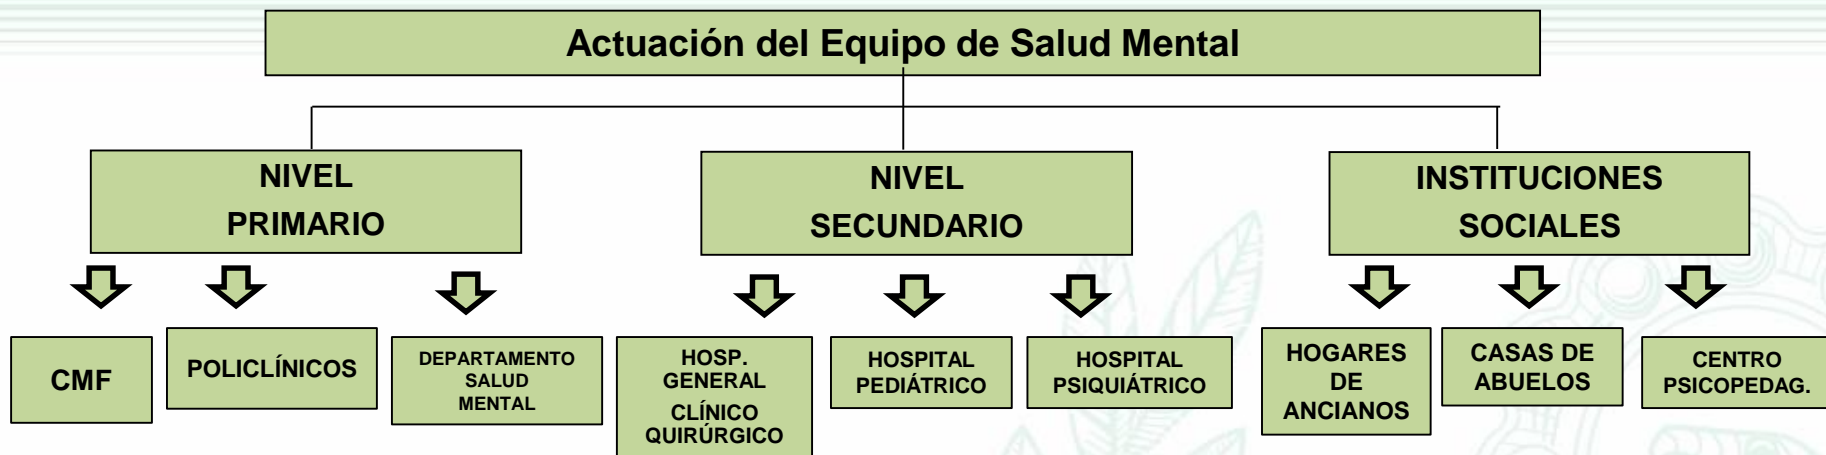 Actuación del Equipo de Salud Mental
NIVEL
PRIMARIO
NIVEL
SECUNDARIO
INSTITUCIONES
SOCIALES
CMF
POLICLÍNICOS
DEPARTAMENTO
SALUD
MENTAL
HOSP.
GENERAL
CLÍNICO
QUIRÚRGICO
HOSPITAL
PEDIÁTRICO
HOSPITAL
PSIQUIÁTRICO
HOGARES
DE
ANCIANOS
CASAS DE
ABUELOS
CENTRO
PSICOPEDAG.